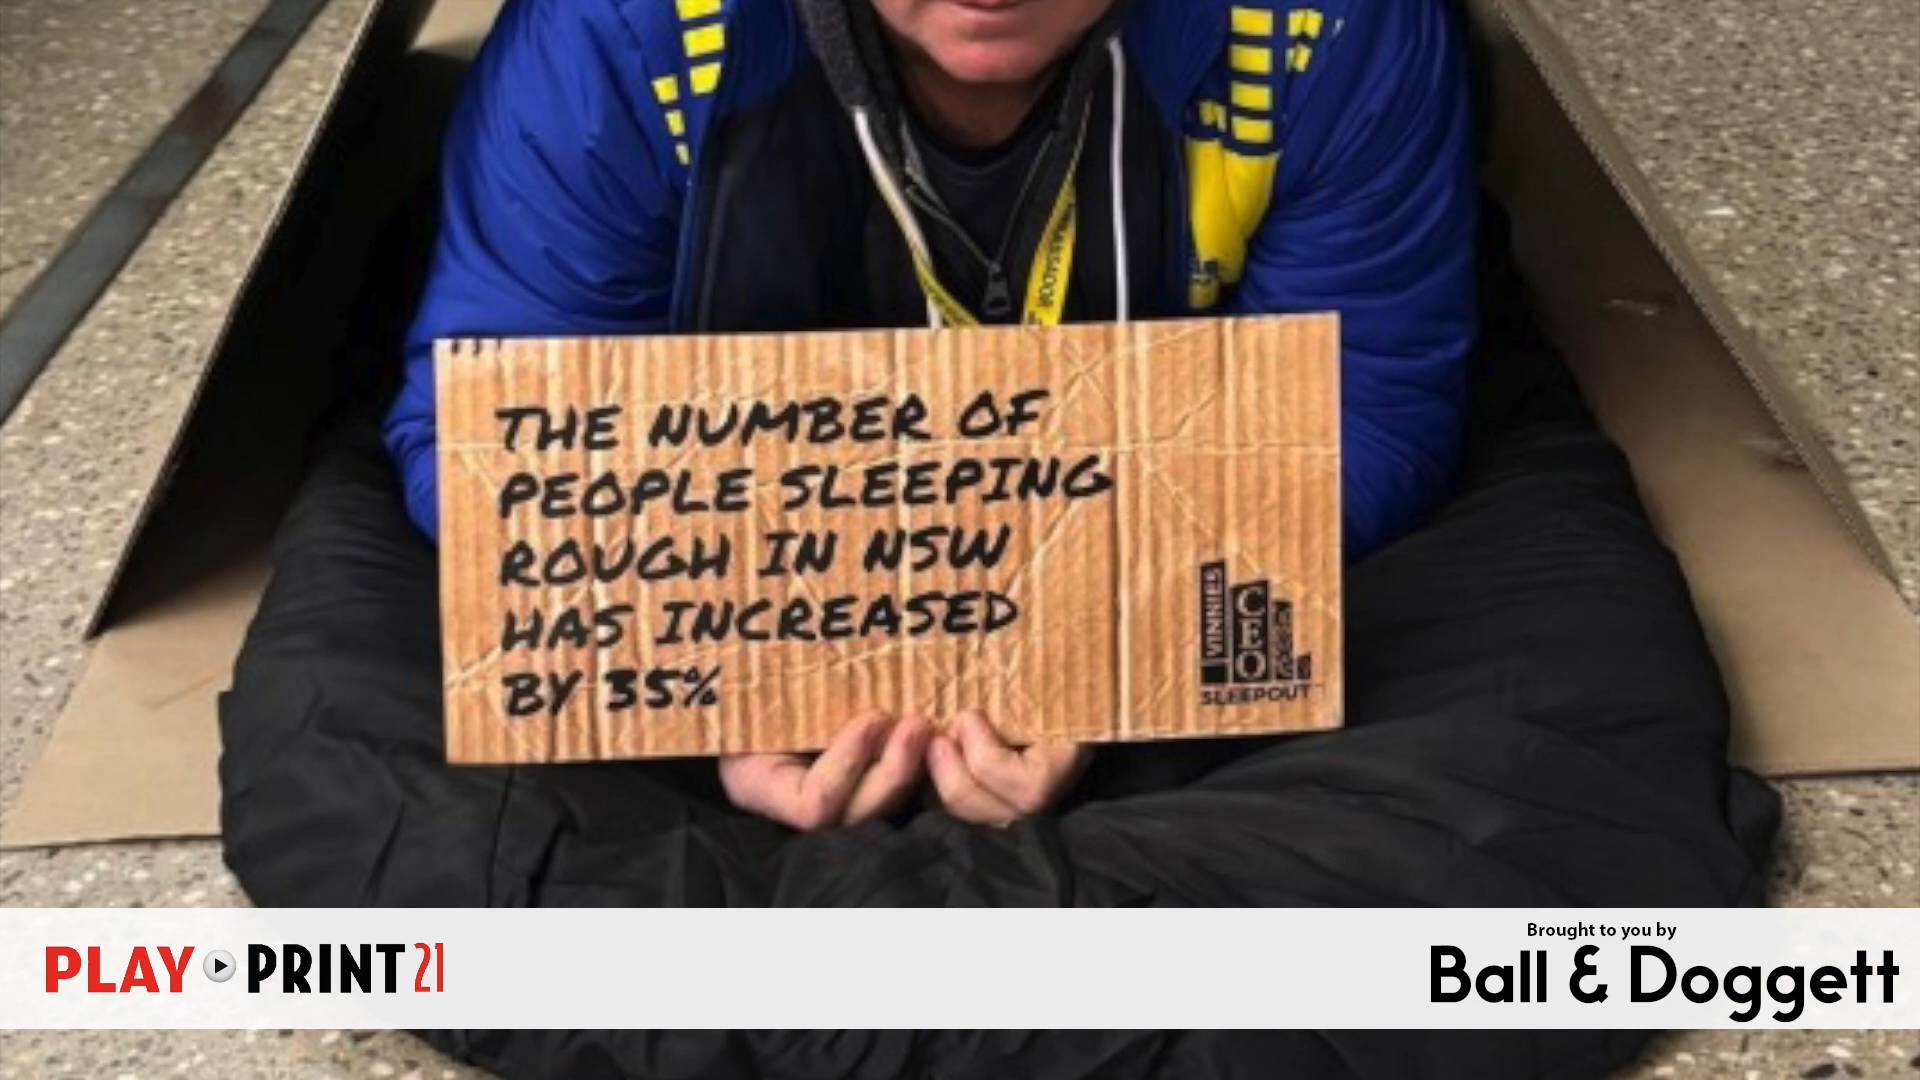 THE NUMBER OF
PEOPLE SLEEPING
ROUGH IN NSW
HAS INCREASED
BY 35%
VINNIES
CEO
SLEEPOUT
PLAY PRINT21
Brought to you by
Ball & Doggett